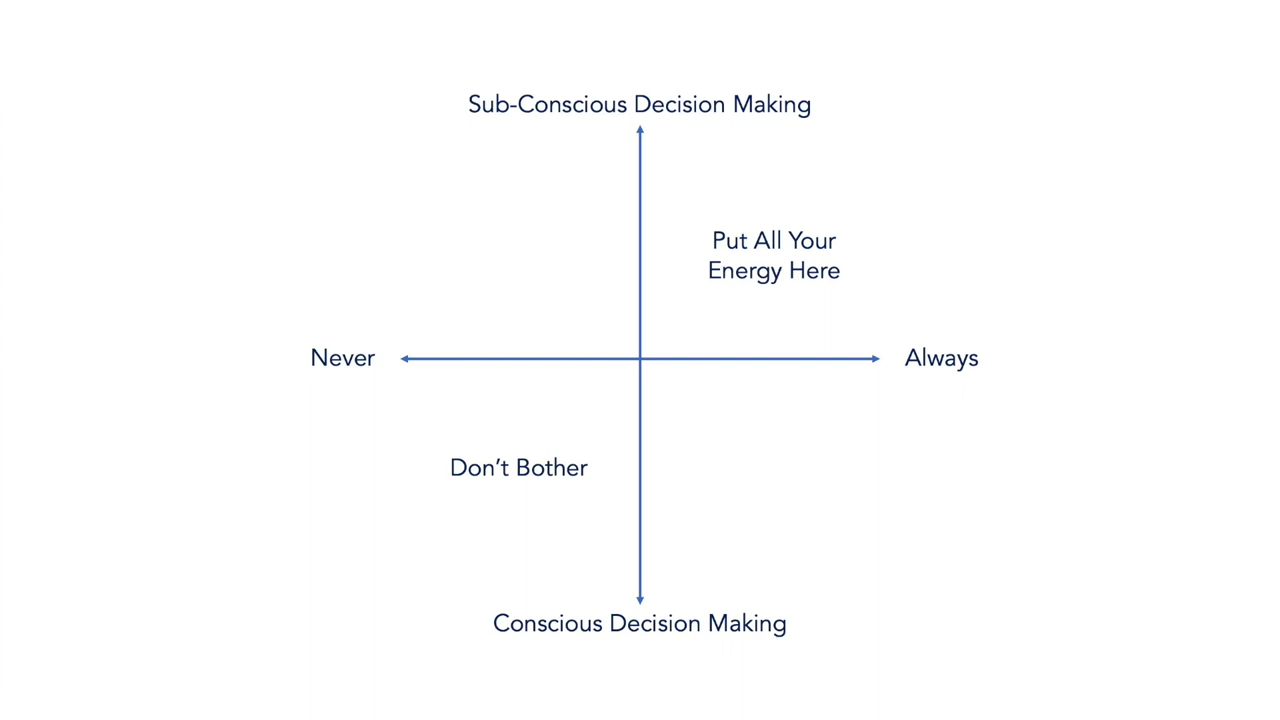 Sub-Conscious Decision Making
Put All Your
Energy Here
Never
Always
Don't Bother
Conscious Decision Making